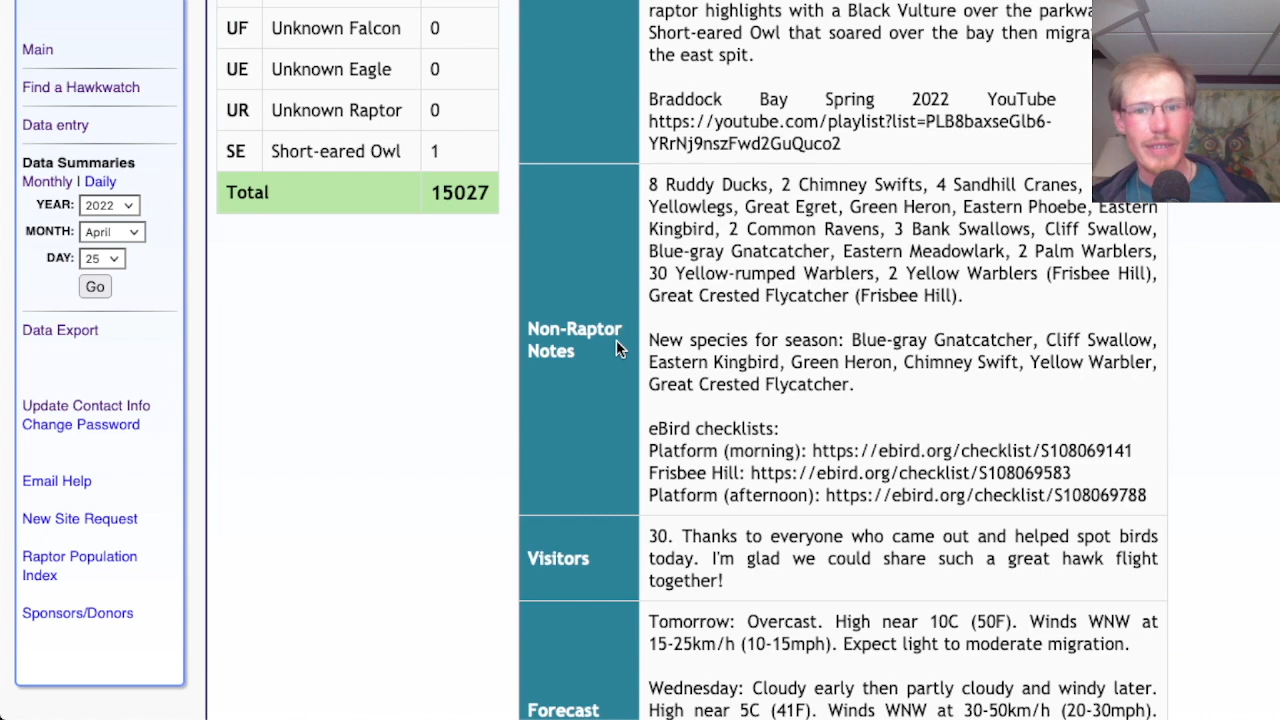 Main
Find a Hawkwatch
Data entry
Data Summaries
Monthly | Daily
YEAR: 2022
MONTH: April
DAY: 25
Go
Data Export
Update Contact Info
Change Password
Email Help
New Site Request
Raptor Population
Index
Sponsors/Donors
UF Unknown Falcon 0
UE Unknown Eagle 0
UR Unknown Raptor 0
SE Short-eared Owl 1
Total 15027
raptor highlights with a Black Vulture over the
Short-eared Owl that soared over the bay then
the east spit.
Braddock Bay Spring 2022 YouTube
https://youtube.com/playlist?list=PLB8baxseGlb6-
YRrNj9nszFwd2GuQuco2
Non-Raptor
Notes
8 Ruddy Ducks, 2 Chimney Swifts, 4 Sandhill Cranes,
Yellowlegs, Great Egret, Green Heron, Eastern Phoebe, Eastern
Kingbird, 2 Common Ravens, 3 Bank Swallows, Cliff Swallow,
Blue-gray Gnatcatcher, Eastern Meadowlark, 2 Palm Warblers,
30 Yellow-rumped Warblers, 2 Yellow Warblers (Frisbee Hill),
Great Crested Flycatcher (Frisbee Hill).
New species for season: Blue-gray Gnatcatcher, Cliff Swallow,
Eastern Kingbird, Green Heron, Chimney Swift, Yellow Warbler,
Great Crested Flycatcher.
eBird checklists:
Platform (morning): https://ebird.org/checklist/S108069141
Frisbee Hill: https://ebird.org/checklist/S108069583
Platform (afternoon): https://ebird.org/checklist/S108069788
Visitors
30. Thanks to everyone who came out and helped spot birds
today. I'm glad we could share such a great hawk flight
together!
Forecast
Tomorrow: Overcast. High near 10C (50F). Winds WNW at
15-25km/h (10-15mph). Expect light to moderate migration.
Wednesday: Cloudy early then partly cloudy and windy later.
High near 5C (41F). Winds WNW at 30-50km/h (20-30mph).